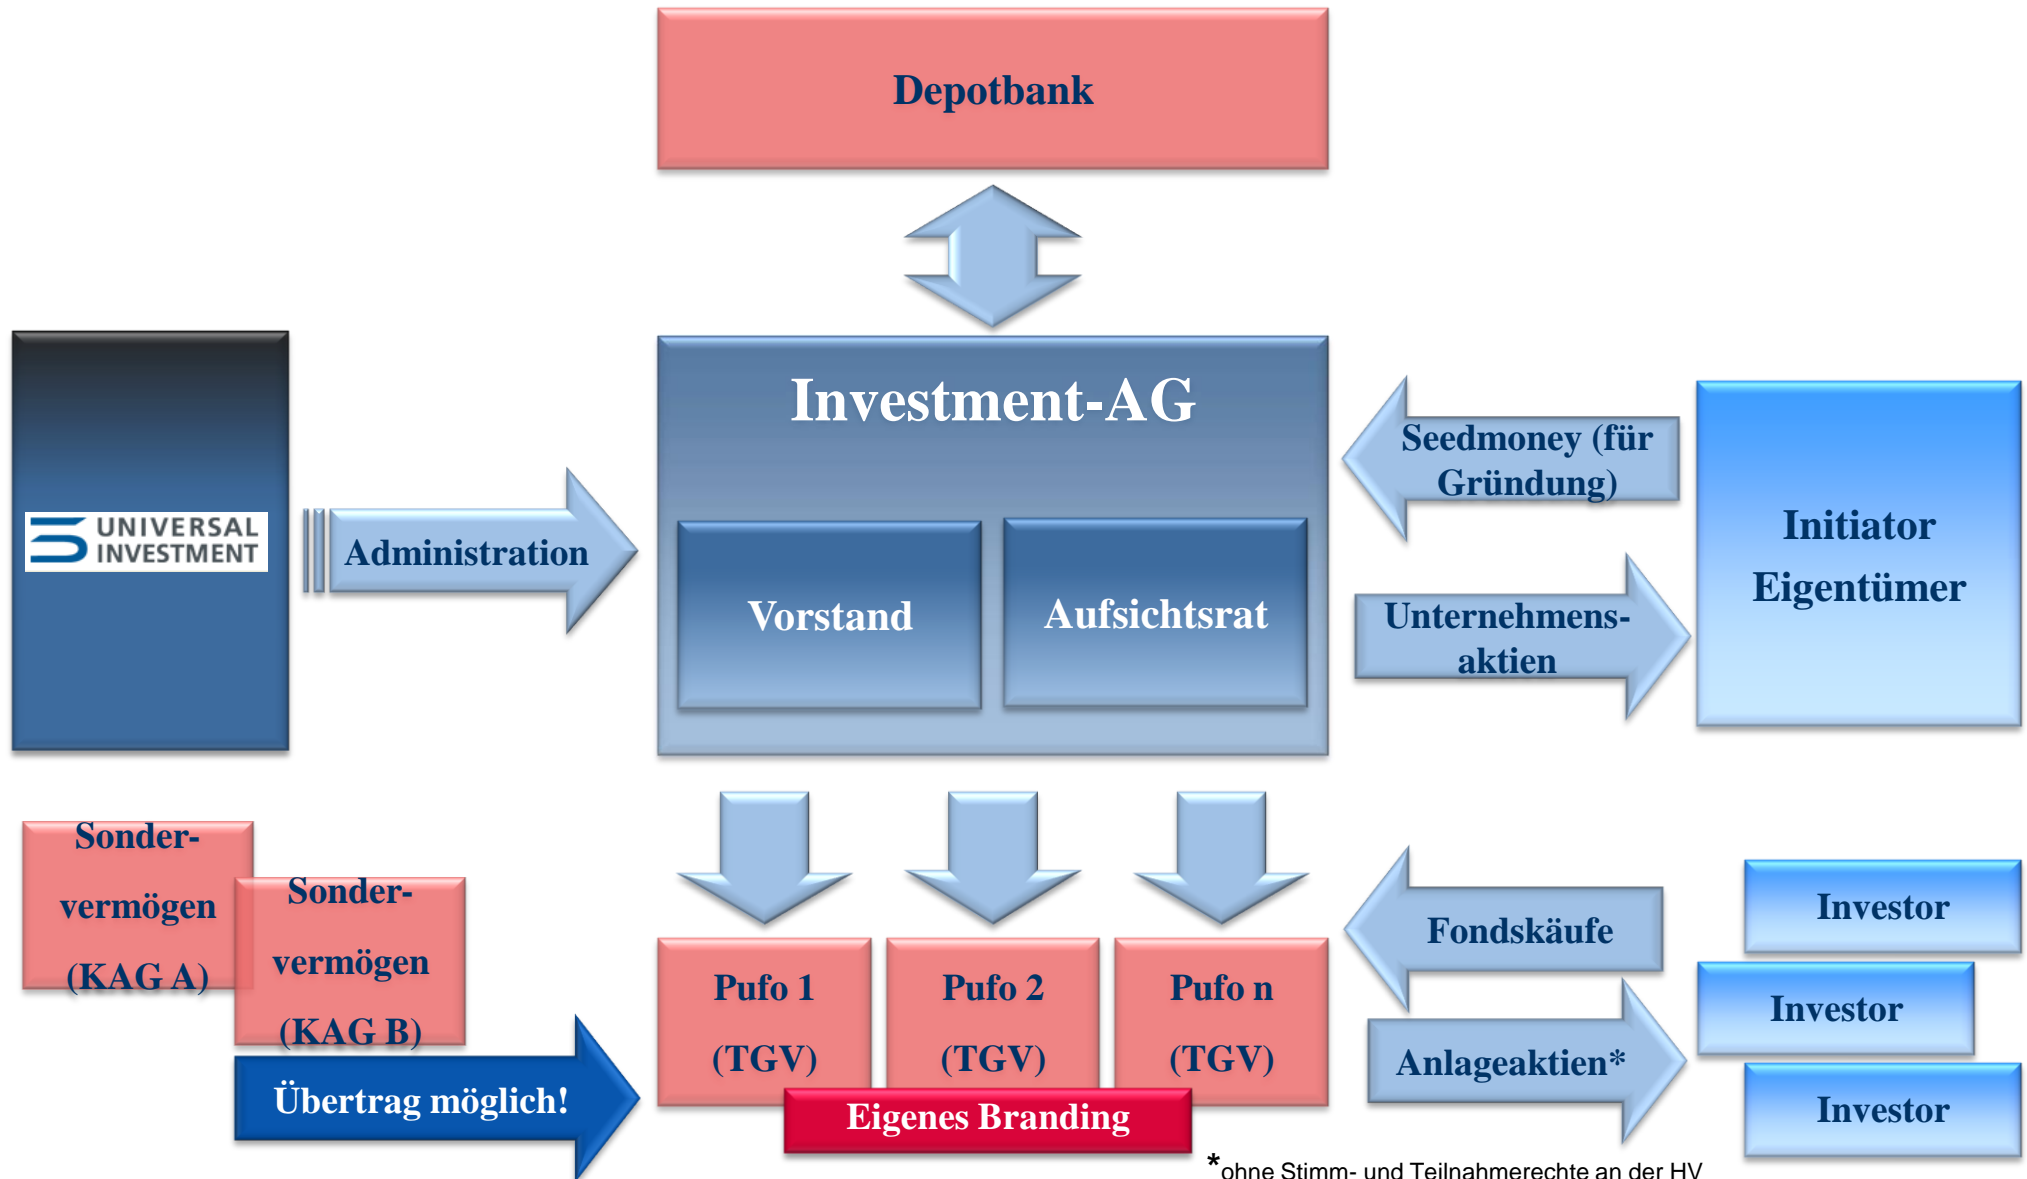 Depotbank
UNIVERSAL
INVESTMENT
Administration
Investment-AG
Vorstand
Aufsichtsrat
Seedmoney (für
Gründung)
Unternehmens-
aktien
Initiator
Eigentümer
Sonder-
vermögen
(KAG A)
Sonder-
vermögen
(KAG B)
Übertrag möglich!
Pufo 1
(TGV)
Pufo 2
(TGV)
Pufo n
(TGV)
Eigenes Branding
Fondskäufe
Anlageaktien*
Investor
Investor
Investor
*ohne Stimm- und Teilnahmerechte an der HV